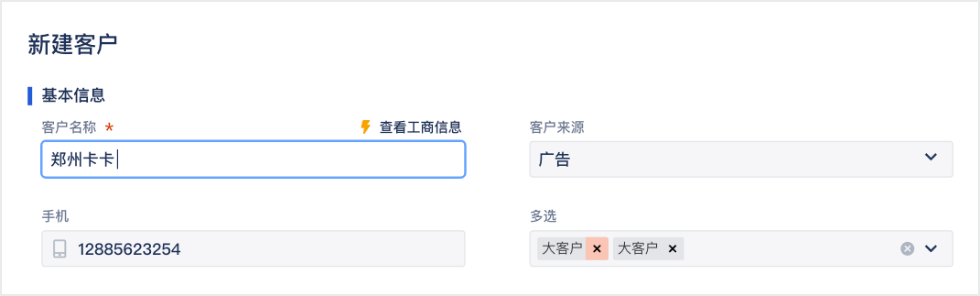 新建客户
基本信息
客户名称 * 查看工商信息
郑州卡卡
客户来源
广告
手机
12885623254
多选
大客户 × 大客户 ×